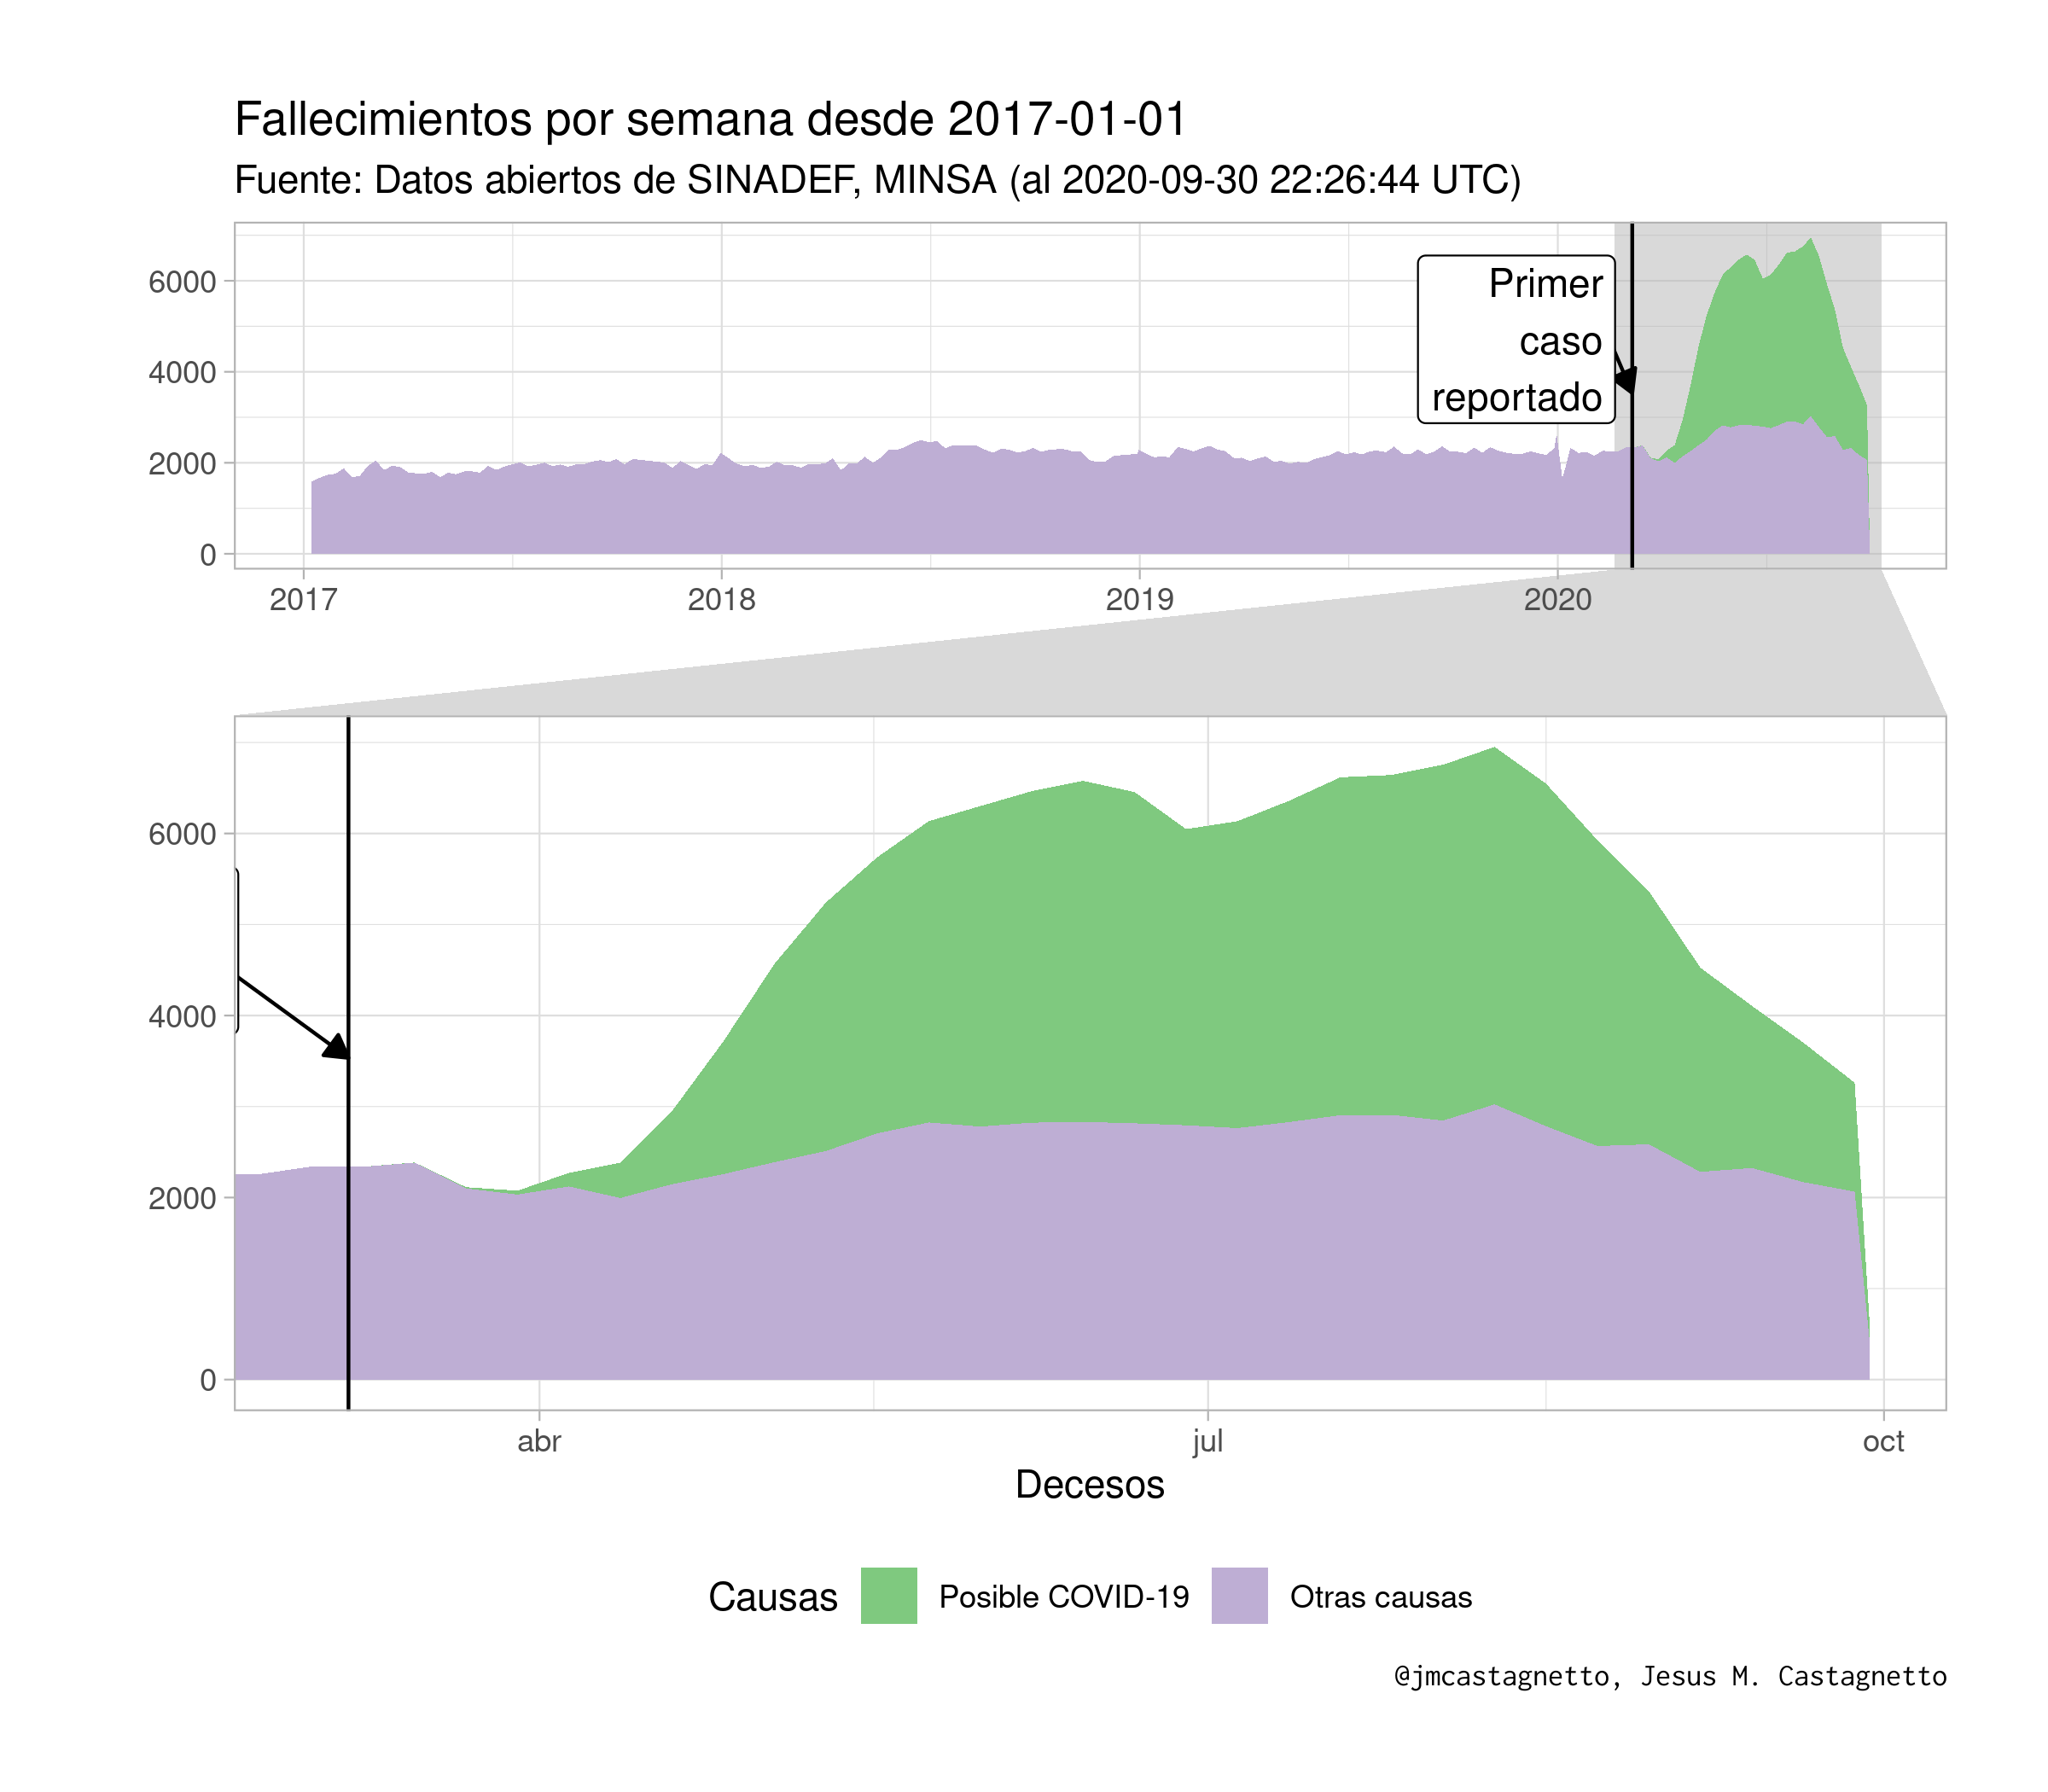 Fallecimientos por semana desde 2017-01-01
Fuente: Datos abiertos de SINADEF, MINSA (al 2020-09-30 22:26:44 UTC)
6000
4000
2000
0
Primer
caso
reportado
2017
2018
2019
2020
6000
4000
2000
0
abr
jul
oct
Decesos
Causas
Posible COVID-19
Otras causas
@jmcastagnetto, Jesus M. Castagnetto